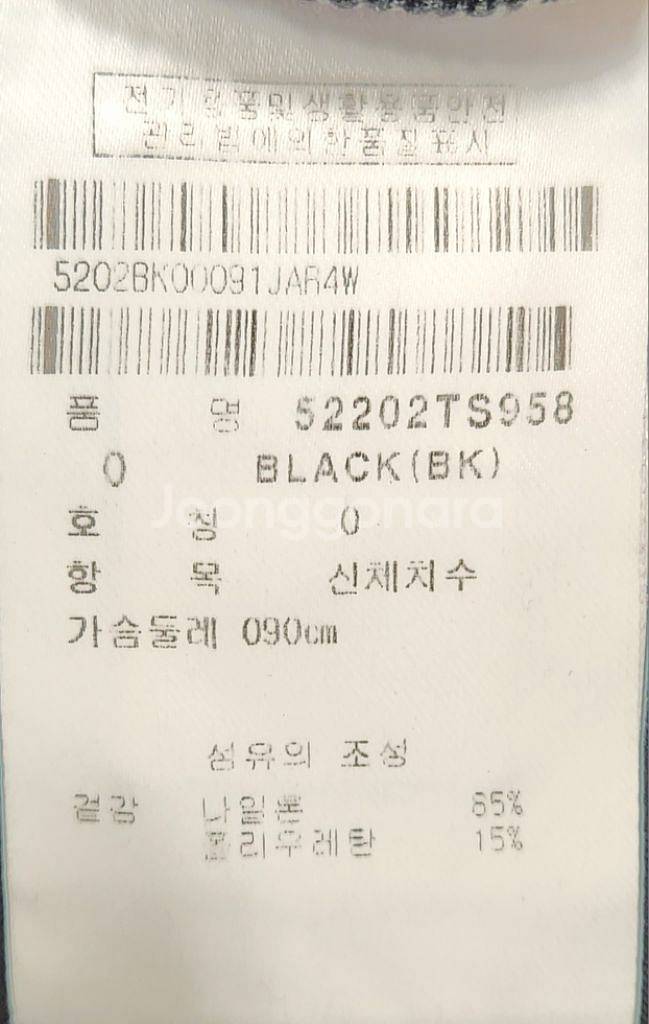 전기용품및생활용품안전
관리법에의한품질표시
5202BK00091JAR4W
품 명 52202TS958
0 BLACK(BK)
Joonggonara
호 칭 0
항 목 신체치수
가슴둘레 090cm
섬유의 조성
겉감 나일론 85%
폴리우레탄 15%